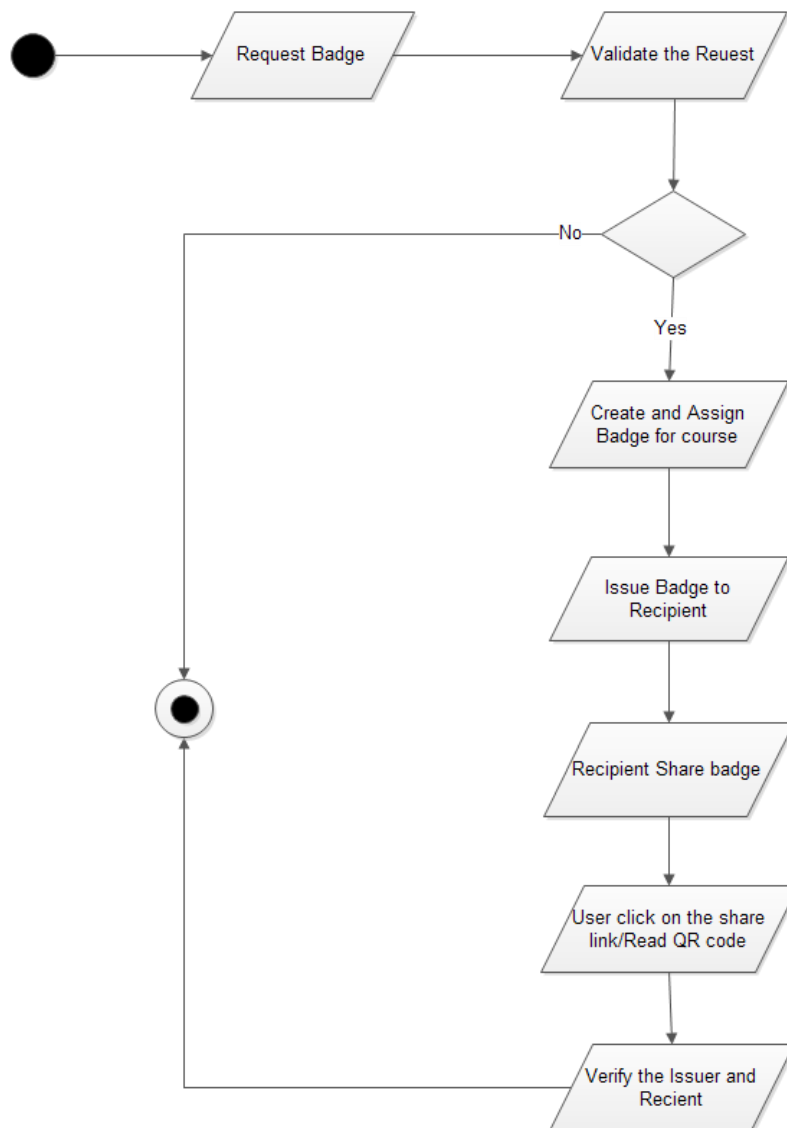 Request Badge
Validate the Reuest
No
Yes
Create and Assign
Badge for course
Issue Badge to
Recipient
Recipient Share badge
User click on the share
link/Read QR code
Verify the Issuer and
Recient